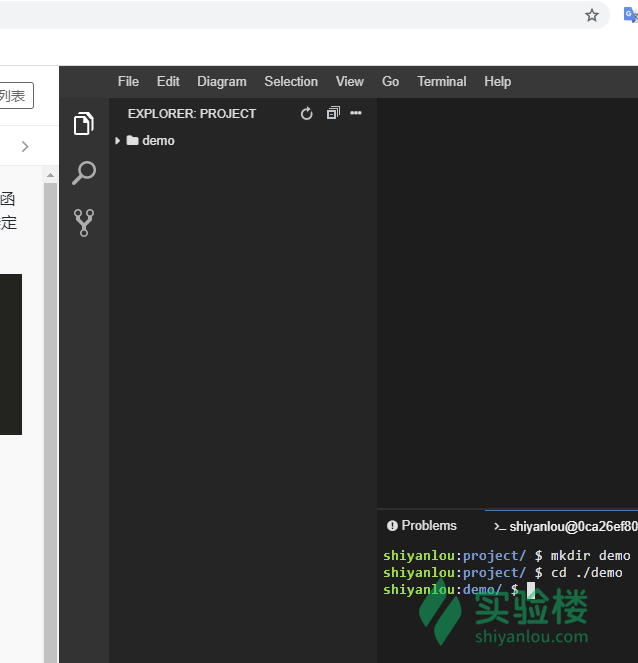 列表
函
定
File Edit Diagram Selection View Go Terminal Help
EXPLORER: PROJECT
demo
Problems
>_ shiyanlou@0ca26ef80
shiyanlou:project/ $ mkdir demo
shiyanlou:project/ $ cd ./demo
shiyanlou:demo/ $
实验楼
shiyanlou.com